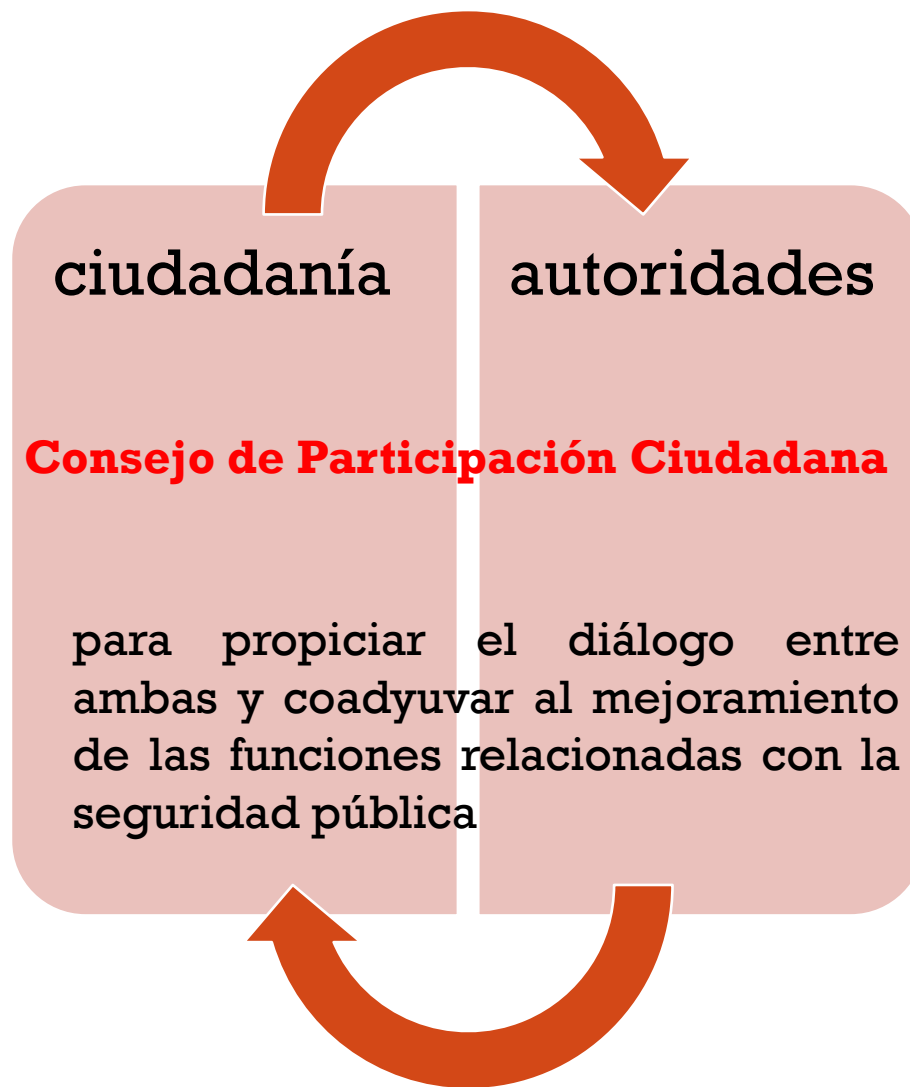 ciudadanía autoridades
Consejo de Participación Ciudadana
para propiciar el diálogo entre
ambas y coadyuvar al mejoramiento
de las funciones relacionadas con la
seguridad pública